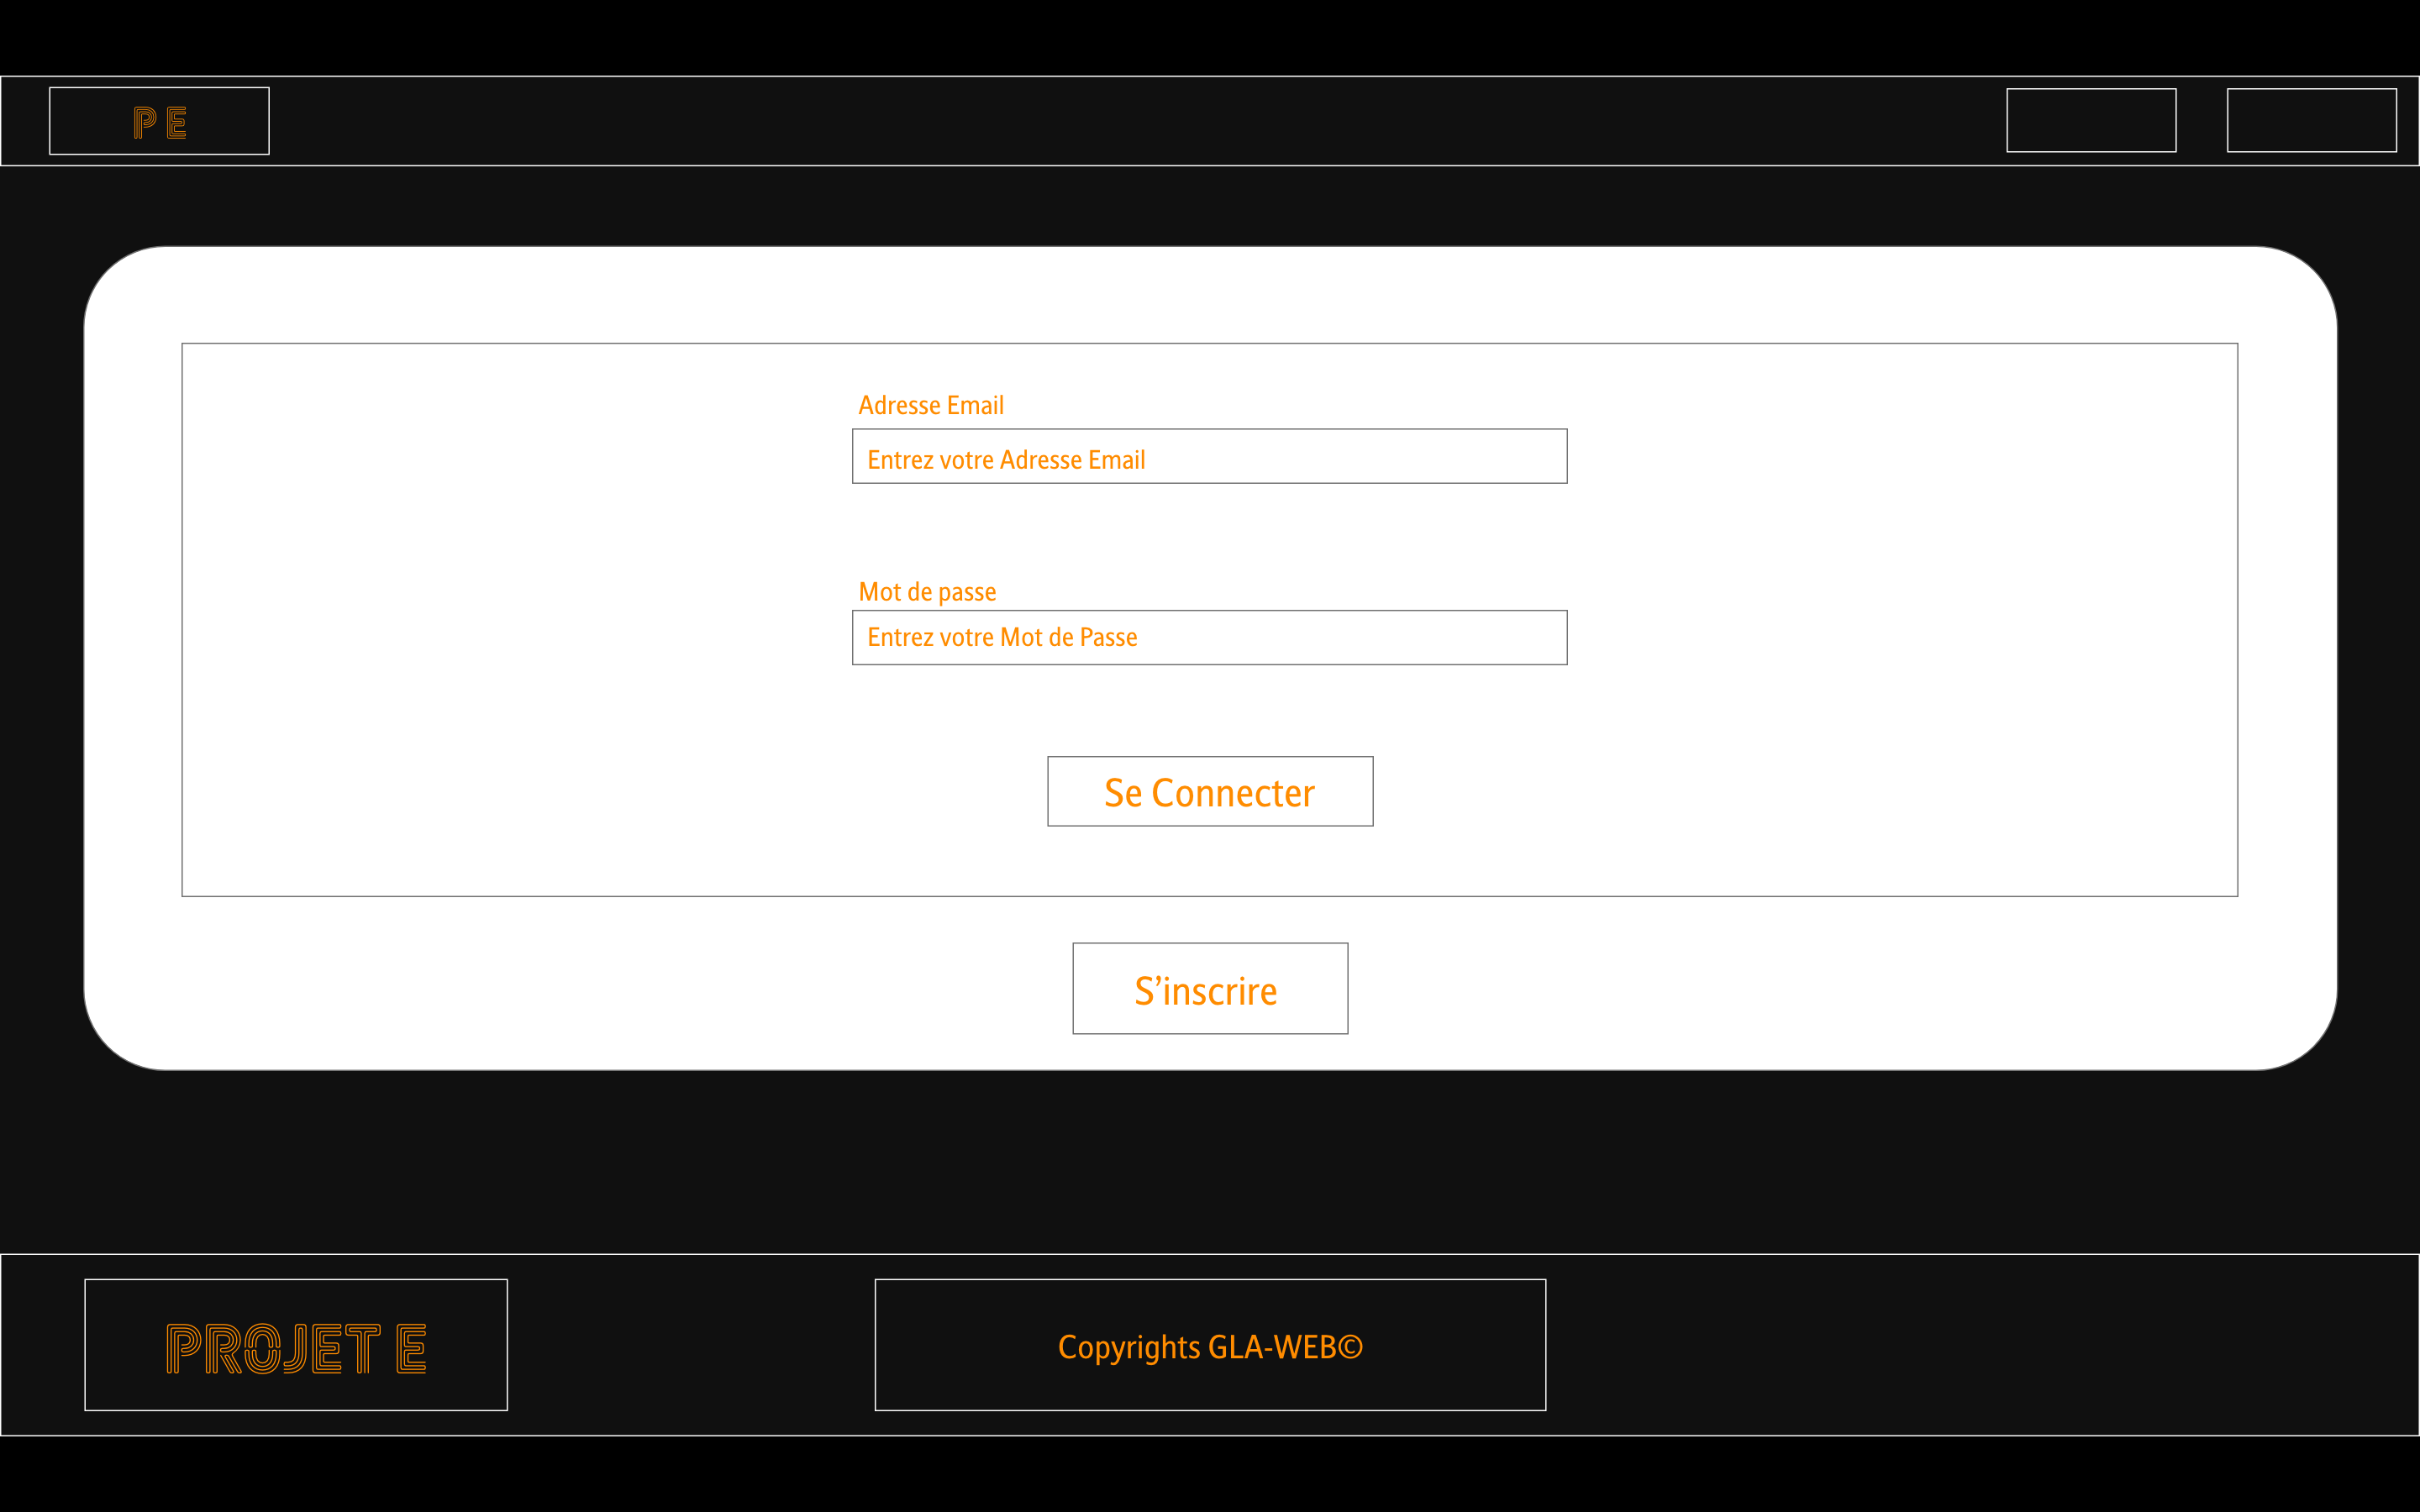 P E
Adresse Email
Entrez votre Adresse Email
Mot de passe
Entrez votre Mot de Passe
Se Connecter
S’inscrire
PROJET E
Copyrights GLA-WEB©